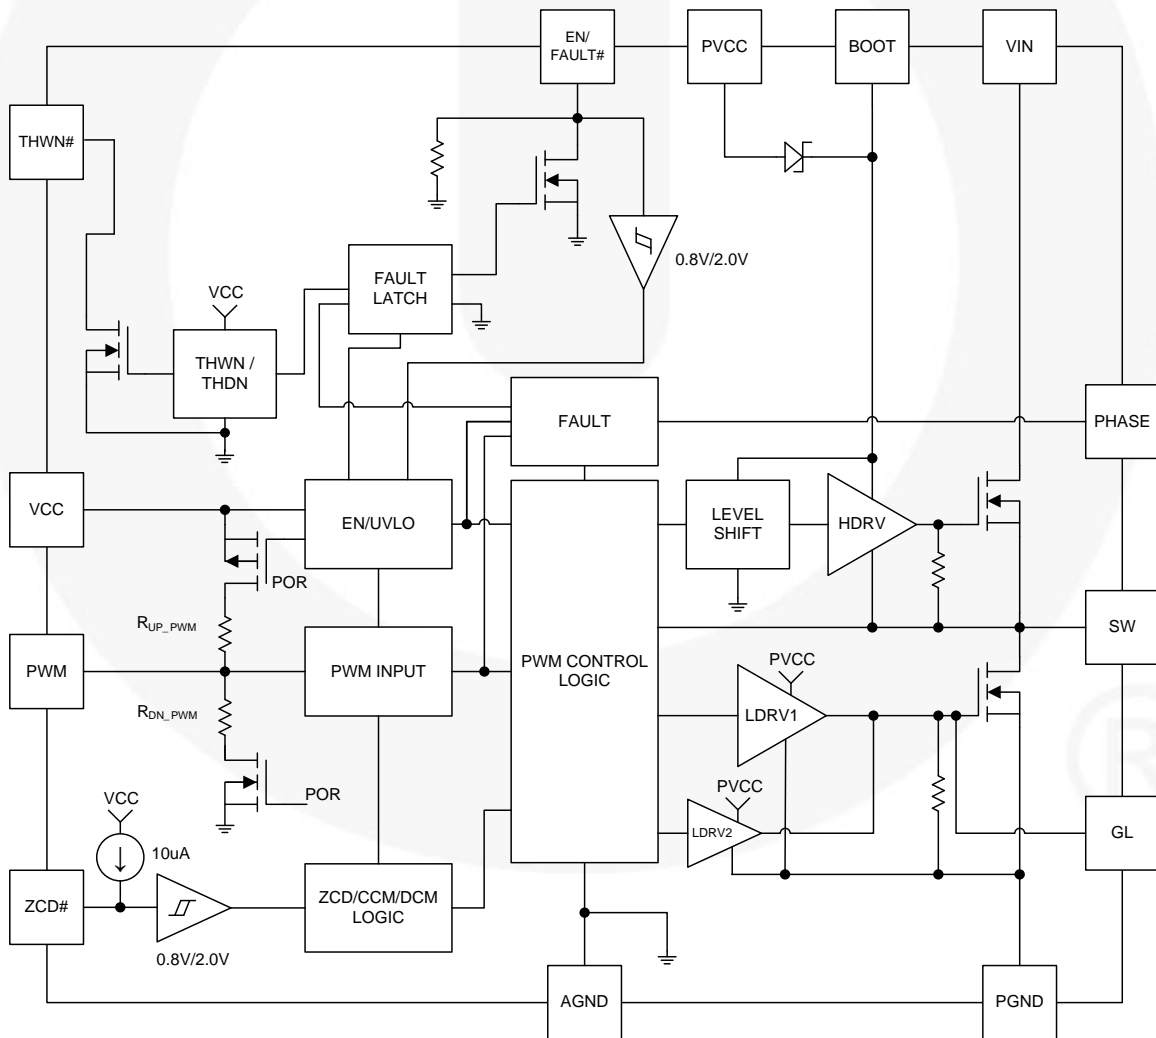 EN/
FAULT#
PVCC
BOOT
VIN
THWN#
0.8V/2.0V
FAULT
LATCH
VCC
THWN /
THDN
FAULT
PHASE
VCC
EN/UVLO
LEVEL
SHIFT
HDRV
POR
RUP_PWM
SW
PWM
PWM INPUT
PWM CONTROL
LOGIC
PVCC
LDRV1
RDN_PWM
POR
PVCC
LDRV2
VCC
10uA
GL
ZCD#
ZCD/CCM/DCM
LOGIC
0.8V/2.0V
AGND
PGND
®